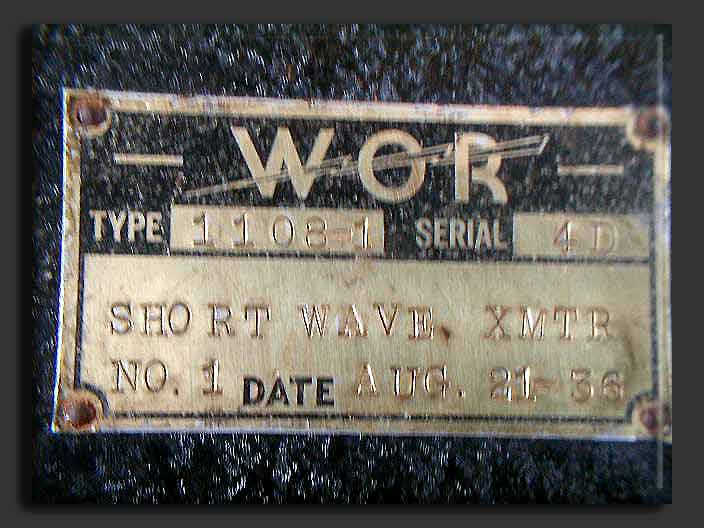 — WOR —
TYPE 1108-1 SERIAL 4D
SHORT WAVE. XMTR
NO. 1 DATE AUG. 21-36